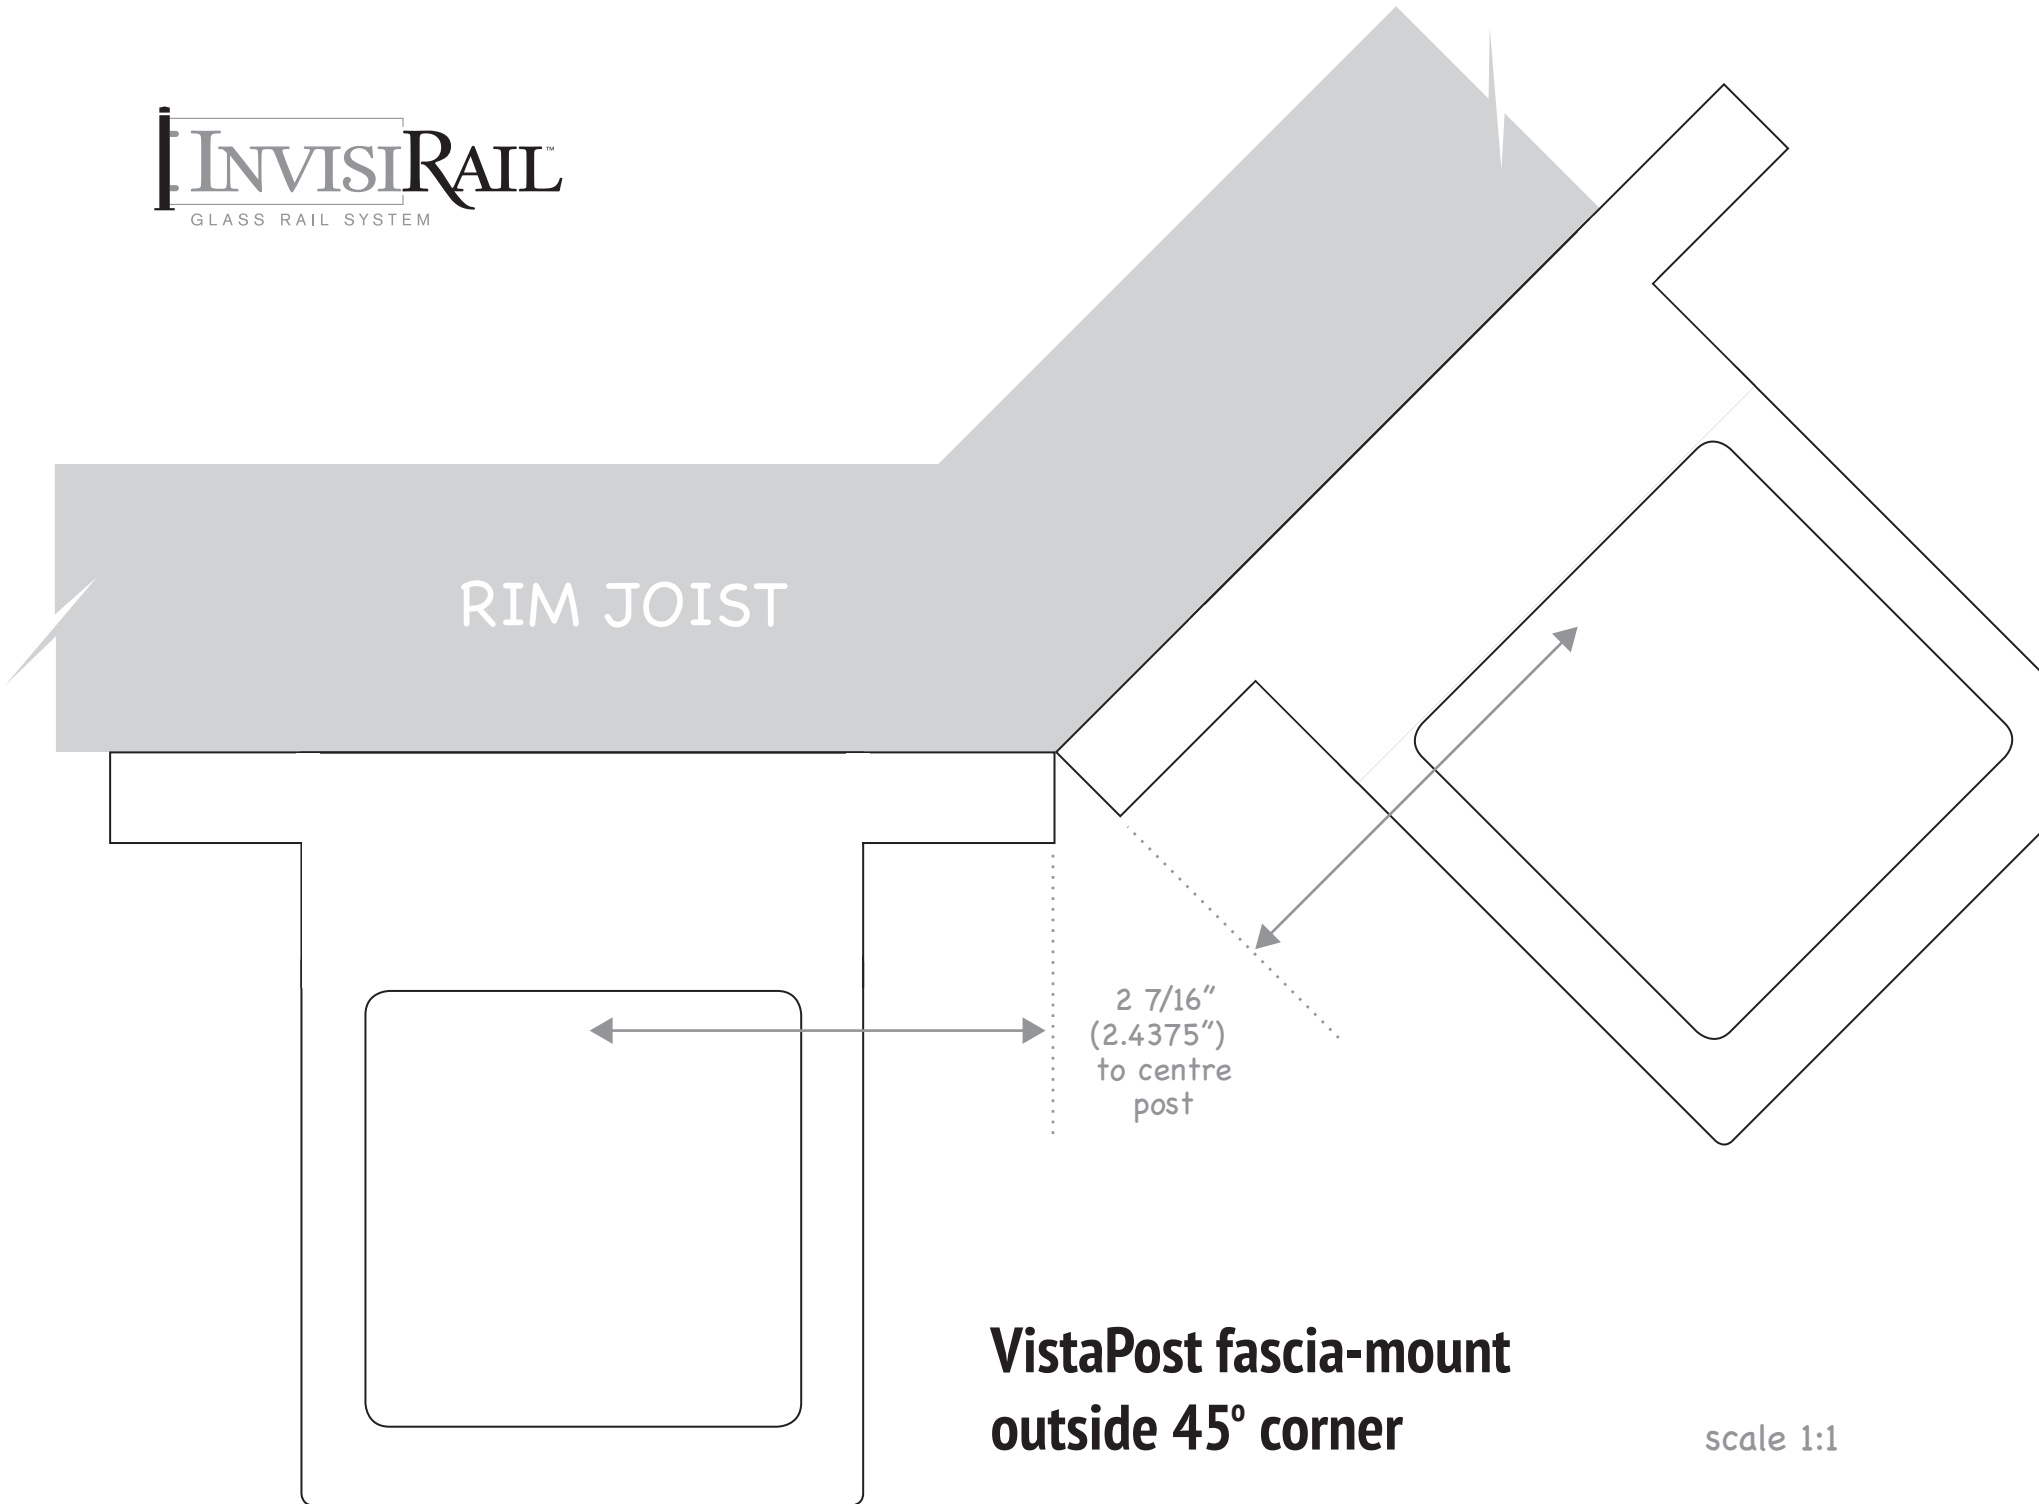 INVISIRAIL™
GLASS RAIL SYSTEM
RIM JOIST
2 7/16"
(2.4375")
to centre
post
VistaPost fascia-mount
outside 45º corner
scale 1:1